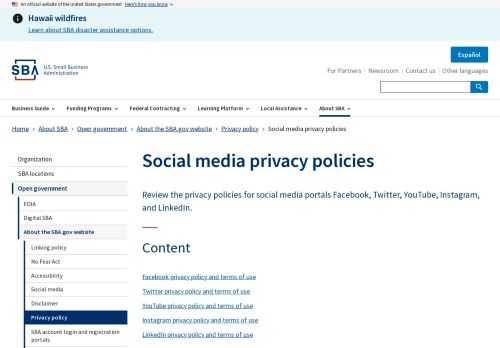 An official website of the United States government Here's how you know
Hawaii wildfires
Learn about SBA disaster assistance options.
Español
SBA
U.S. Small Business
Administration
For Partners Newsroom Contact us Other languages
Business Guide Funding Programs Federal Contracting Learning Platform Local Assistance About SBA
Home > About SBA > Open government > About the SBA.gov website > Privacy policy > Social media privacy policies
Organization
SBA locations
Open government
FOIA
Digital SBA
About the SBA.gov website
Linking policy
No Fear Act
Accessibility
Social media
Disclaimer
Privacy policy
SBA account login and registration
portals
Social media privacy policies
Review the privacy policies for social media portals Facebook, Twitter, YouTube, Instagram,
and LinkedIn.
Content
Facebook privacy policy and terms of use
Twitter privacy policy and terms of use
YouTube privacy policy and terms of use
Instagram privacy policy and terms of use
LinkedIn privacy policy and terms of use